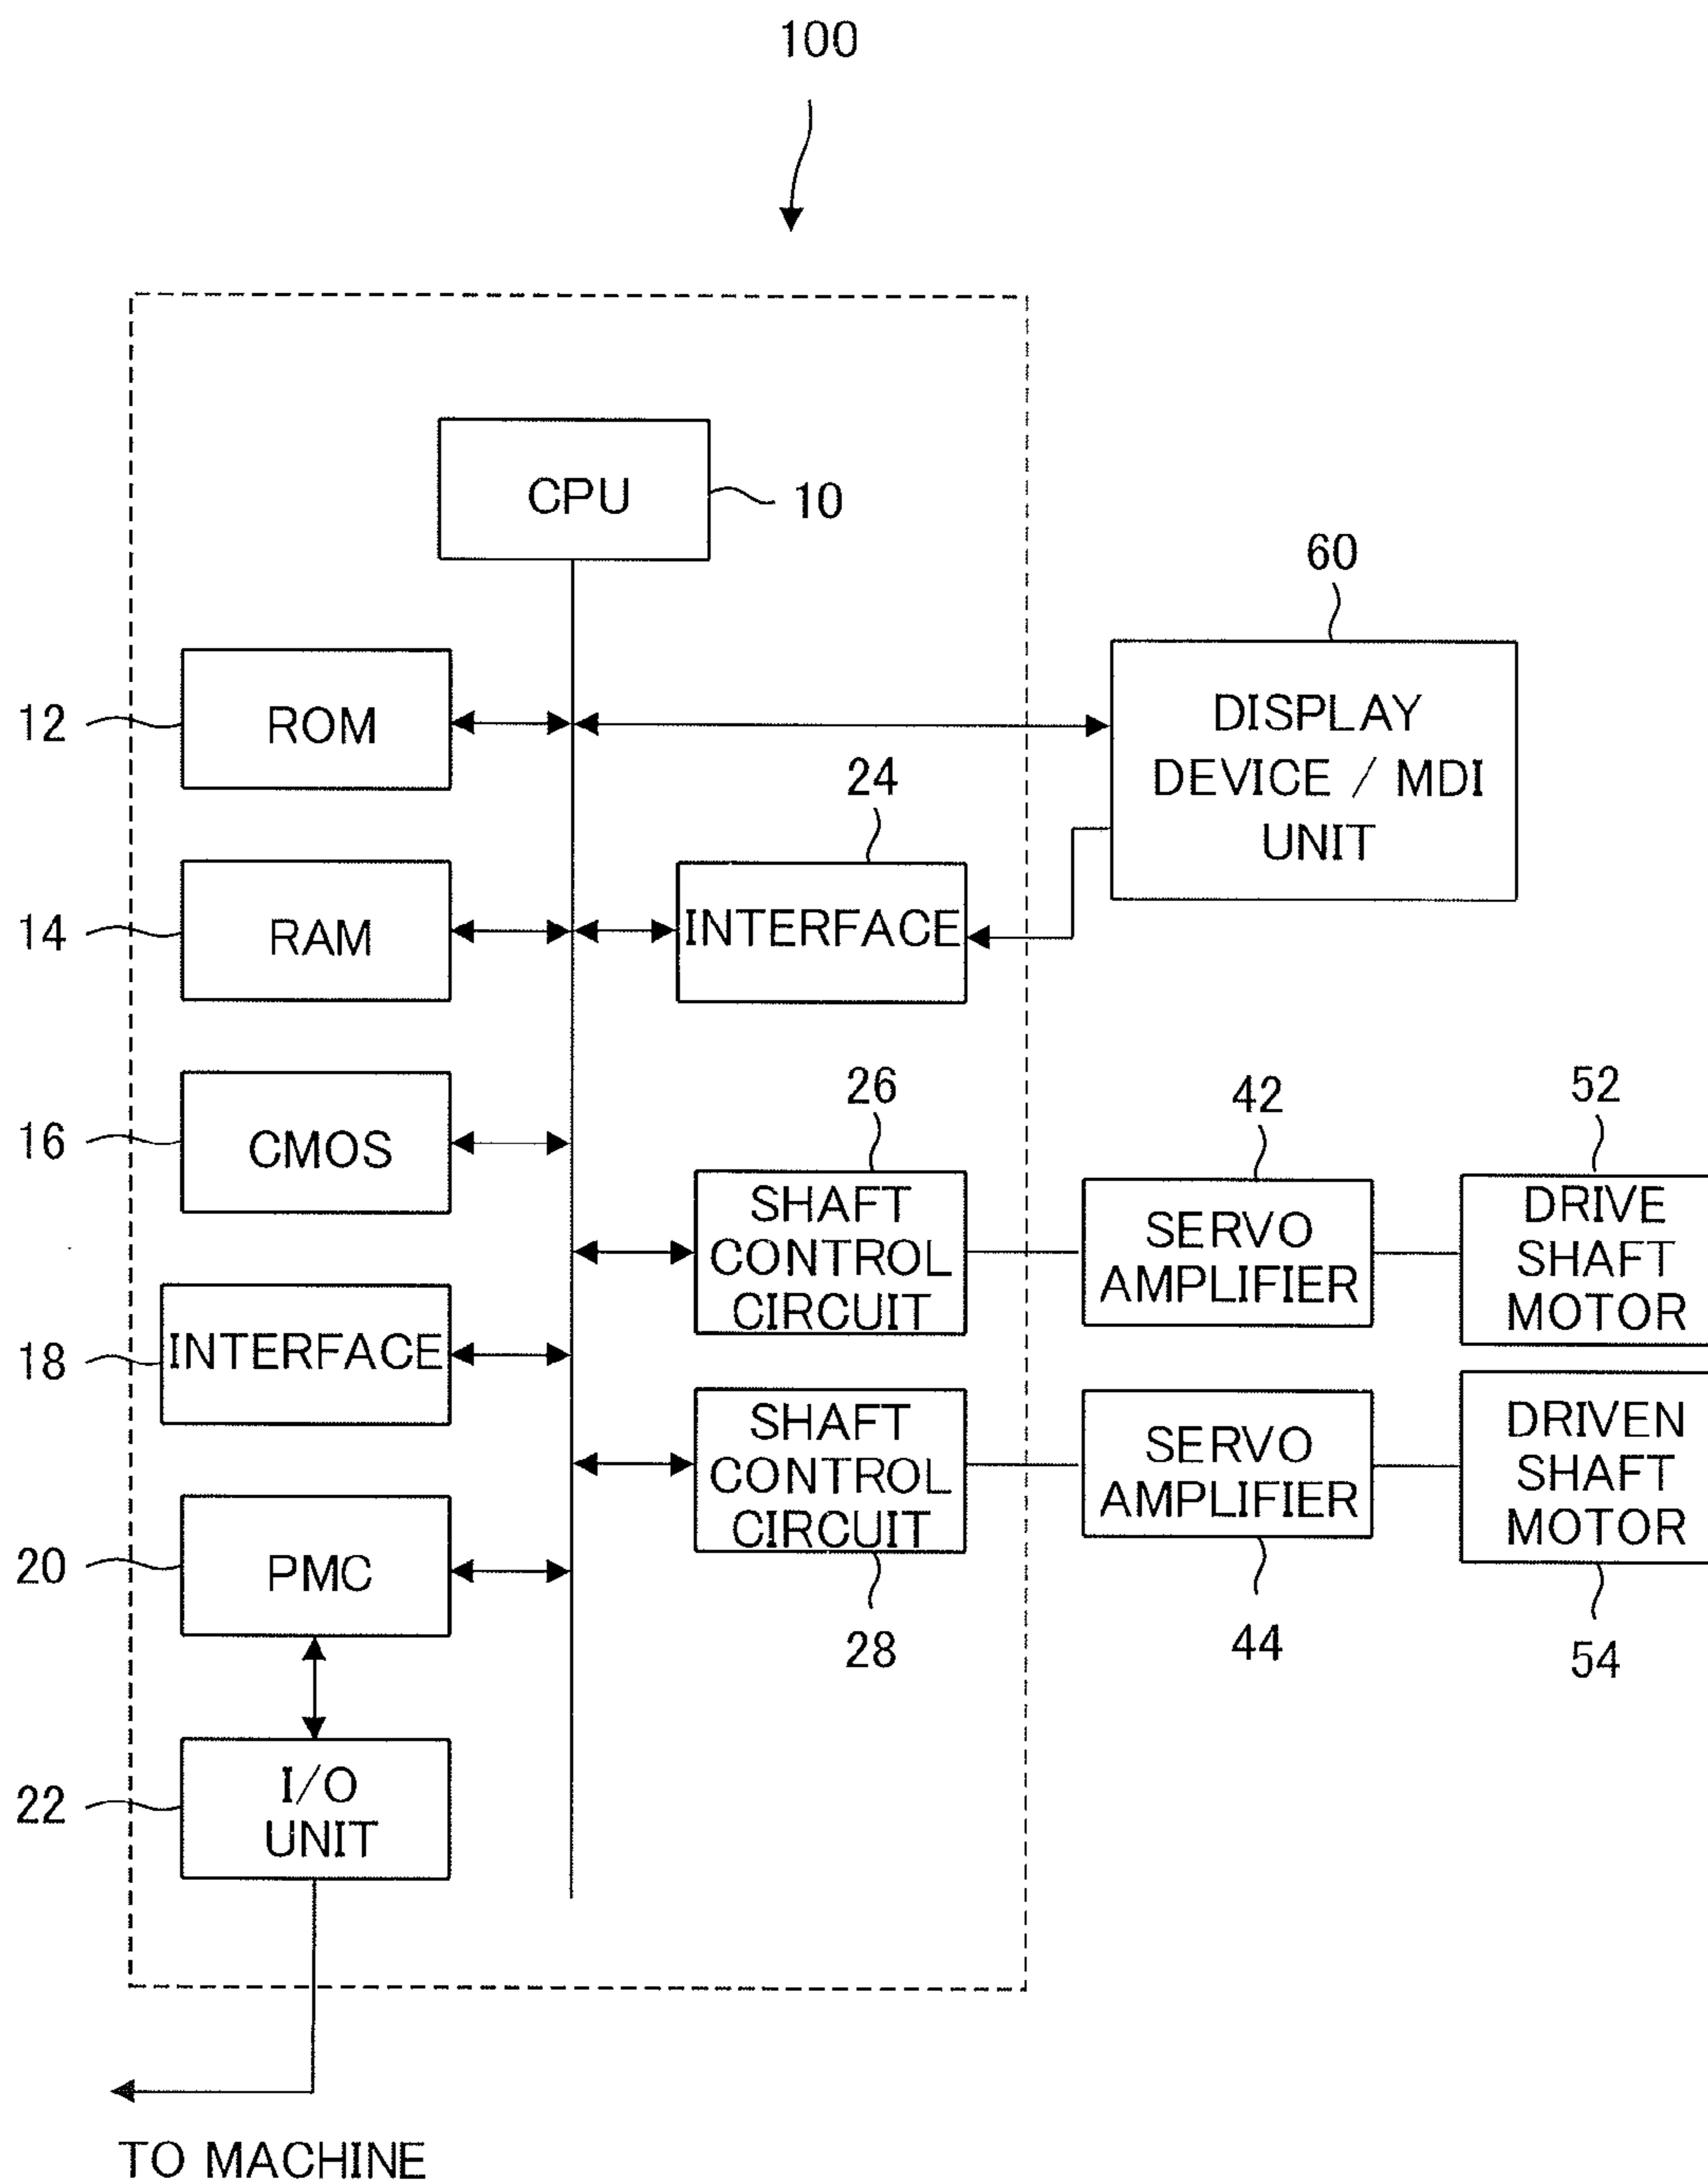 100
CPU
10
60
12
ROM
DISPLAY
DEVICE / MDI
UNIT
24
14
RAM
INTERFACE
16
CMOS
26
SHAFT
CONTROL
CIRCUIT
42
SERVO
AMPLIFIER
52
DRIVE
SHAFT
MOTOR
18
INTERFACE
SHAFT
CONTROL
CIRCUIT
28
SERVO
AMPLIFIER
44
DRIVEN
SHAFT
MOTOR
54
20
PMC
22
I/O
UNIT
TO MACHINE